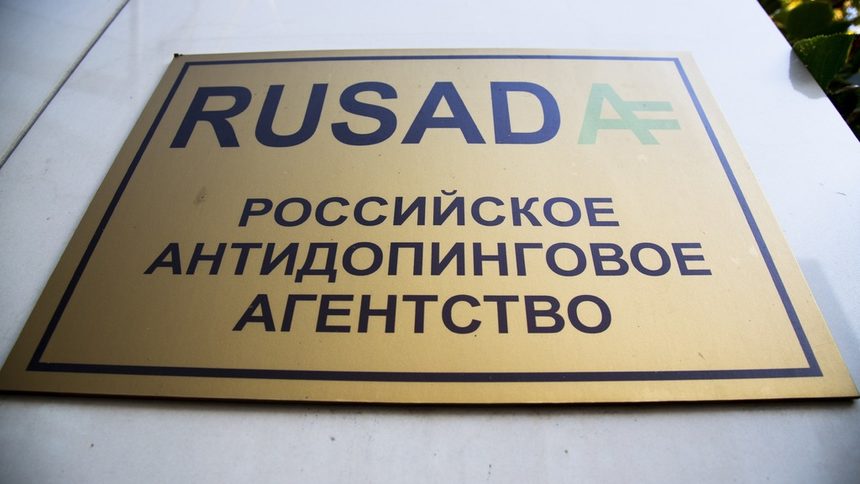 RUSADA
РОССИЙСКОЕ
АНТИДОПИНГОВОЕ
АГЕНТСТВО